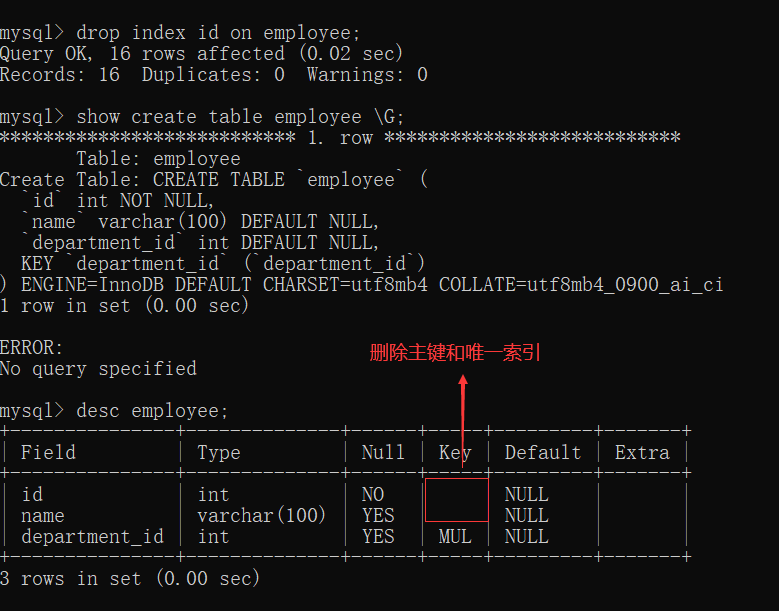 mysql> drop index id on employee;
Query OK, 16 rows affected (0.02 sec)
Records: 16  Duplicates: 0  Warnings: 0
mysql> show create table employee \G;
*************************** 1. row ***************************
       Table: employee
Create Table: CREATE TABLE `employee` (
  `id` int NOT NULL,
  `name` varchar(100) DEFAULT NULL,
  `department_id` int DEFAULT NULL,
  KEY `department_id` (`department_id`)
) ENGINE=InnoDB DEFAULT CHARSET=utf8mb4 COLLATE=utf8mb4_0900_ai_ci
1 row in set (0.00 sec)
ERROR:
No query specified
删除主键和唯一索引
mysql> desc employee;
+---------------+--------------+------+-----+---------+-------+
| Field         | Type         | Null | Key | Default | Extra |
+---------------+--------------+------+-----+---------+-------+
| id            | int          | NO   |     | NULL    |       |
| name          | varchar(100) | YES  |     | NULL    |       |
| department_id | int          | YES  | MUL | NULL    |       |
+---------------+--------------+------+-----+---------+-------+
3 rows in set (0.00 sec)